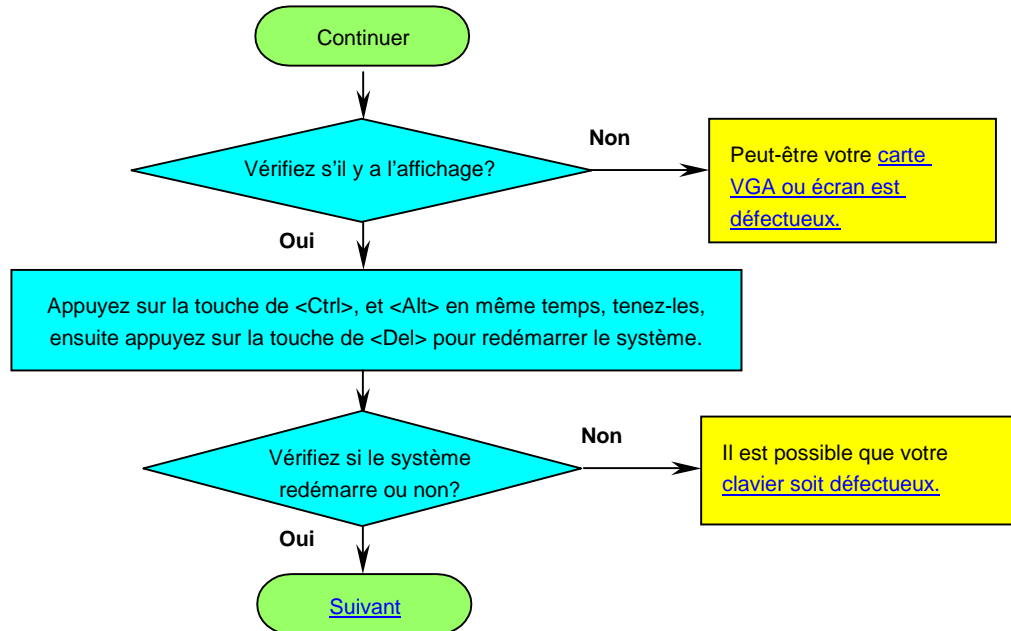 Continuer
Vérifiez s'il y a l'affichage?
Non
Peut-être votre carte
VGA ou écran est
défectueux.
Oui
Appuyez sur la touche de <Ctrl>, et <Alt> en même temps, tenez-les,
ensuite appuyez sur la touche de <Del> pour redémarrer le système.
Vérifiez si le système
redémarre ou non?
Non
Il est possible que votre
clavier soit défectueux.
Oui
Suivant